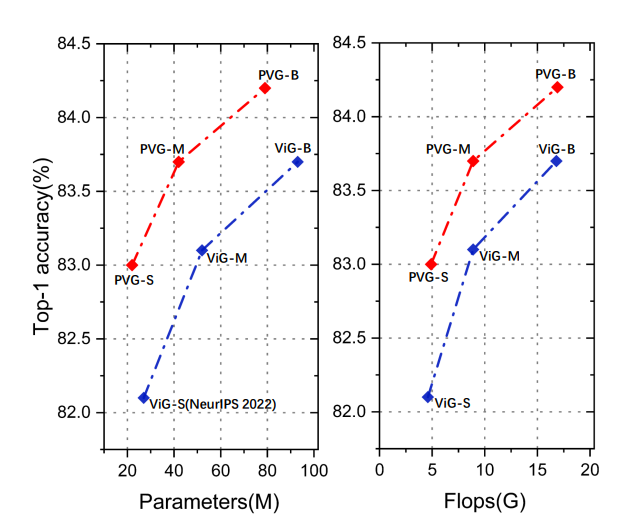 Top-1 accuracy(%)
84.5
84.0
83.5
83.0
82.5
82.0
PVG-B
PVG-M
ViG-B
ViG-M
PVG-S
ViG-S(NeurIPS 2022)
20 40 60 80 100
Parameters(M)
84.5
84.0
83.5
83.0
82.5
82.0
PVG-B
PVG-M
ViG-B
ViG-M
PVG-S
ViG-S
0 5 10 15 20
Flops(G)